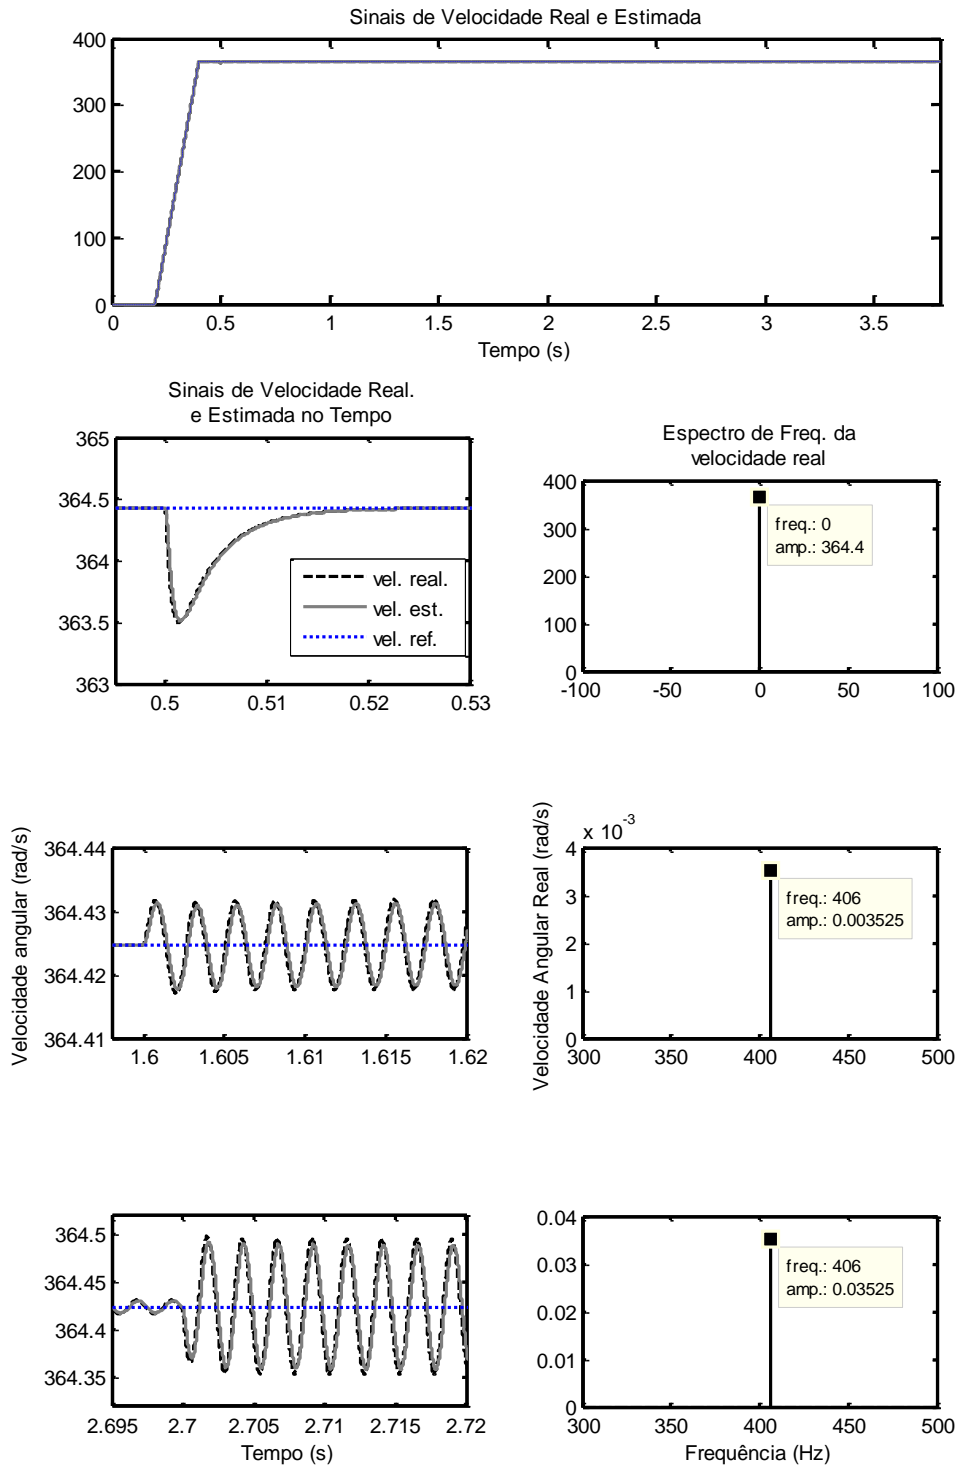 Sinais de Velocidade Real e Estimada
400
300
200
100
0
0 0.5 1 1.5 2 2.5 3 3.5
Tempo (s)
Sinais de Velocidade Real.
e Estimada no Tempo
365
364.5
364
363.5
363
vel. real.
vel. est.
vel. ref.
0.5 0.51 0.52 0.53
Espectro de Freq. da
velocidade real
400
300
200
100
0
freq.: 0
amp.: 364.4
-100 -50 0 50 100
Velocidade angular (rad/s)
364.44
364.43
364.42
364.41
1.6 1.605 1.61 1.615 1.62
Velocidade Angular Real (rad/s)
x 10^-3
4
3
2
1
0
freq.: 406
amp.: 0.003525
300 350 400 450 500
364.5
364.45
364.4
364.35
2.695 2.7 2.705 2.71 2.715 2.72
Tempo (s)
0.04
0.03
0.02
0.01
0
freq.: 406
amp.: 0.03525
300 350 400 450 500
Frequência (Hz)